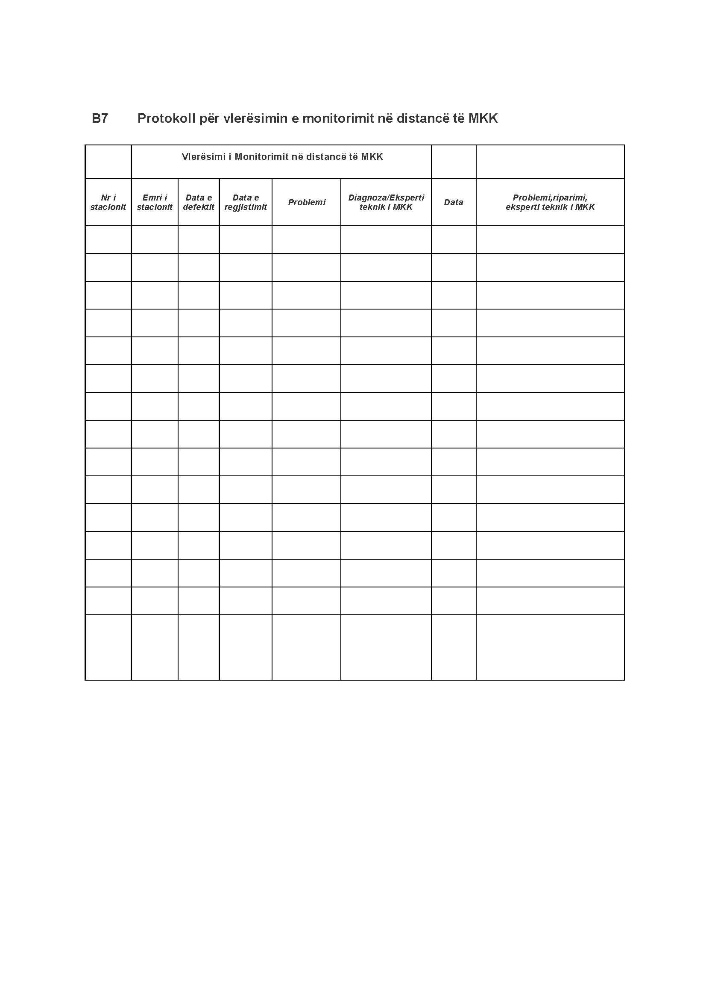 B7 Protokoll për vlerësimin e monitorimit në distancë të MKK
Vlerësimi i Monitorimit në distancë të MKK
Nr i
stacionit
Emri i
stacionit
Data e
defektit
Data e
regjistimit
Problemi
Diagnoza/Eksperti
teknik i MKK
Data
Problemi,riparimi,
eksperti teknik i MKK